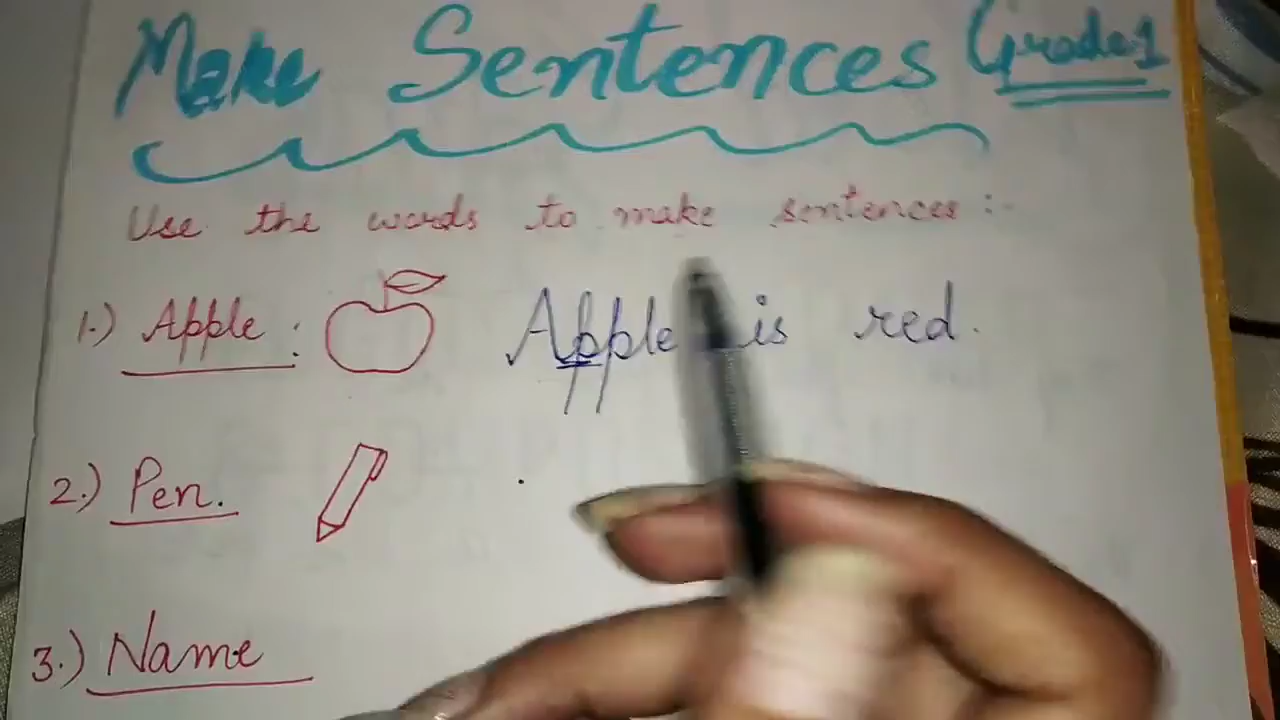 Make Sentences Grade 1
Use the words to make sentences :-
1.) Apple : Apple is red.
2.) Pen.
3.) Name